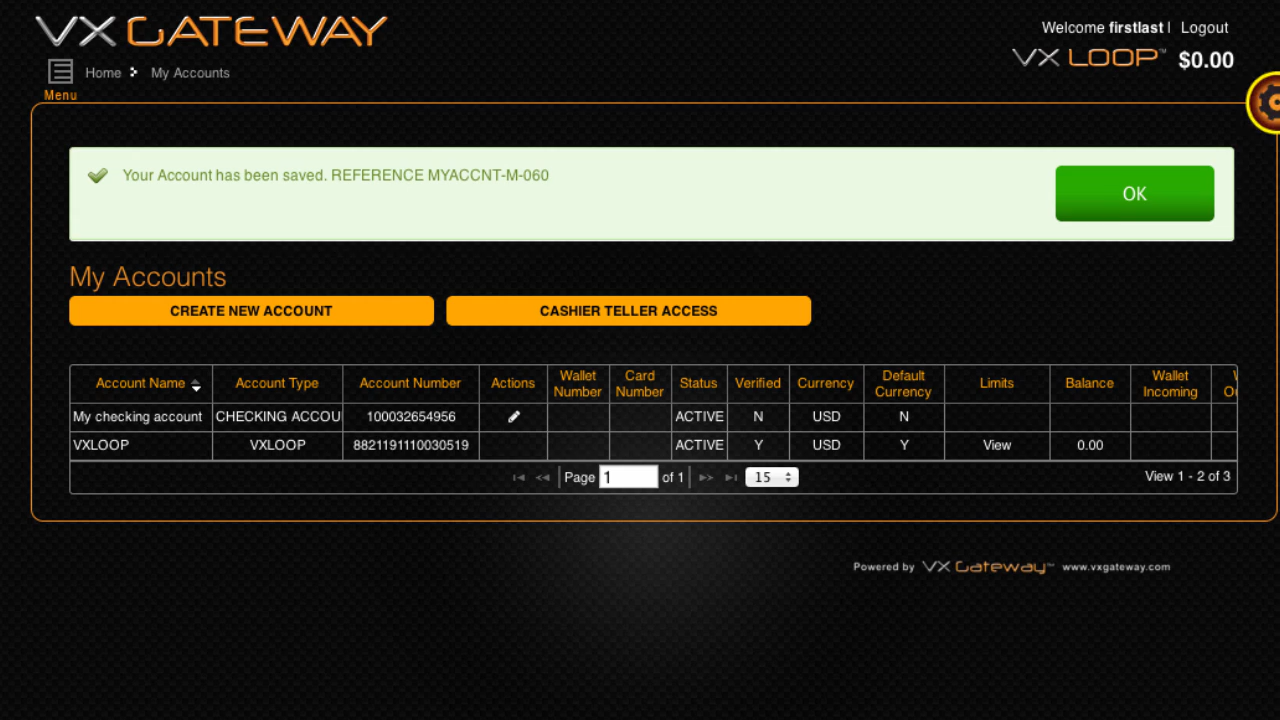 VX GATEWAY
Welcome firstlast | Logout
VX LOOP™ $0.00
Home My Accounts
Menu
Your Account has been saved. REFERENCE MYACCNT-M-060
OK
My Accounts
CREATE NEW ACCOUNT CASHIER TELLER ACCESS
Account Name Account Type Account Number Actions Wallet Number Card Number Status Verified Currency Default Currency Limits Balance Wallet Incoming
My checking account CHECKING ACCOU 100032654956 ACTIVE N USD N
VXLOOP VXLOOP 8821191110030519 ACTIVE Y USD Y View 0.00
Page 1 of 1 15 View 1 - 2 of 3
Powered by VX Gateway™ www.vxgateway.com